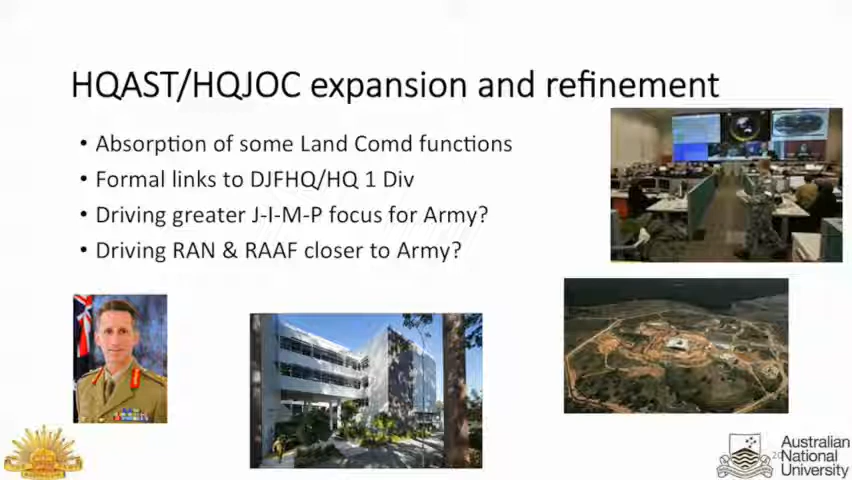 HQAST/HQJOC expansion and refinement
• Absorption of some Land Comd functions
• Formal links to DJFHQ/HQ 1 Div
• Driving greater J-I-M-P focus for Army?
• Driving RAN & RAAF closer to Army?
20
Australian
National
University